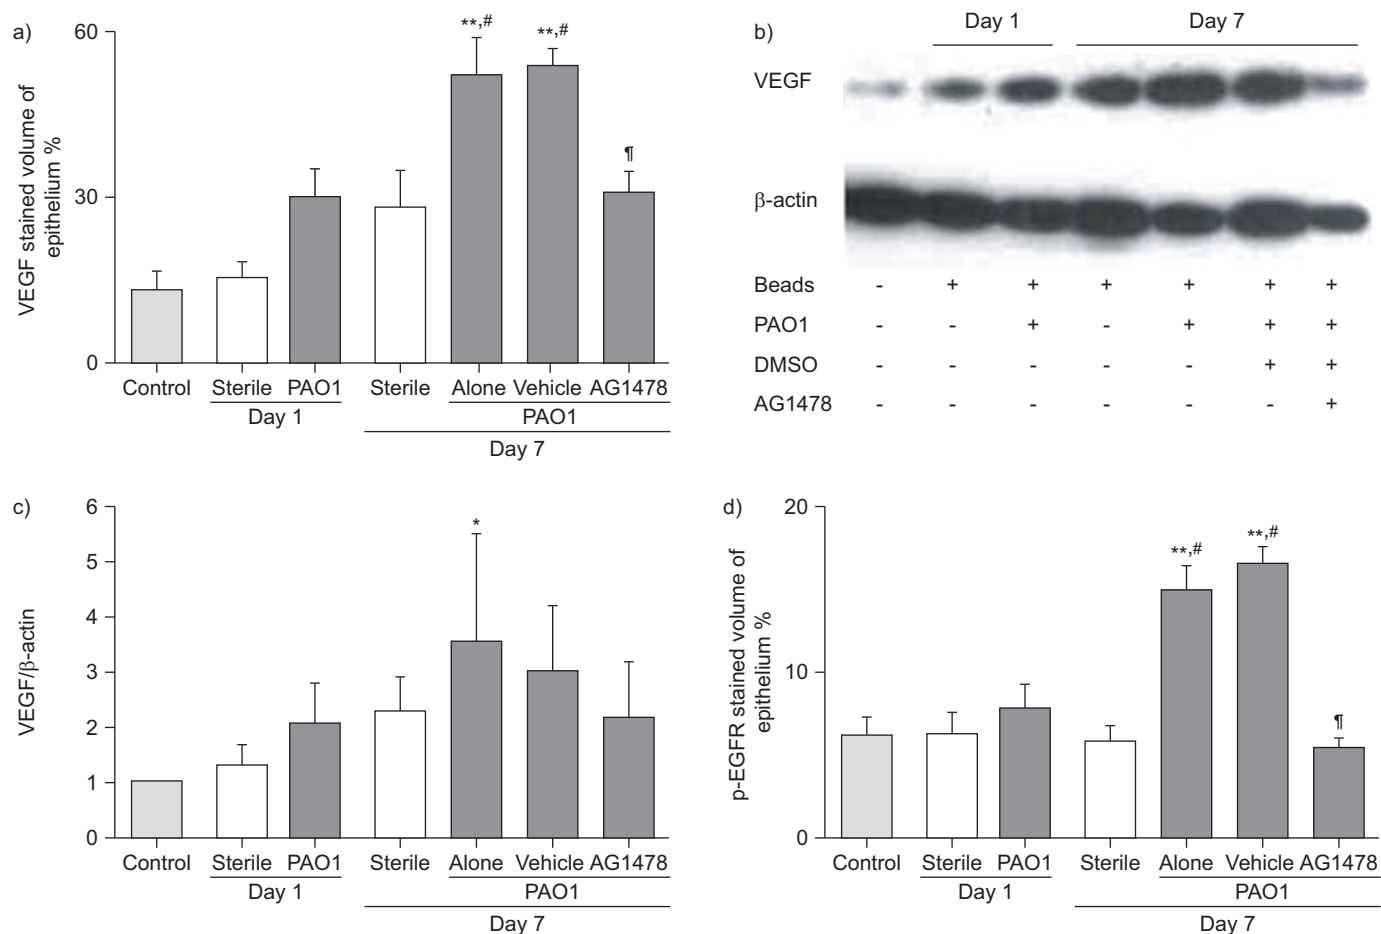 a)
VEGF stained volume of
epithelium %
60
30
0
**,# **,#
¶
Control Sterile PAO1 Sterile Alone Vehicle AG1478
Day 1 PAO1
Day 7
b)
Day 1 Day 7
VEGF
β-actin
Beads - + + + + + +
PAO1 - - + - + + +
DMSO - - - - - + +
AG1478 - - - - - - +
c)
VEGF/β-actin
6
5
4
3
2
1
0
*
Control Sterile PAO1 Sterile Alone Vehicle AG1478
Day 1 PAO1
Day 7
d)
p-EGFR stained volume of
epithelium %
20
10
0
**,# **,#
¶
Control Sterile PAO1 Sterile Alone Vehicle AG1478
Day 1 PAO1
Day 7